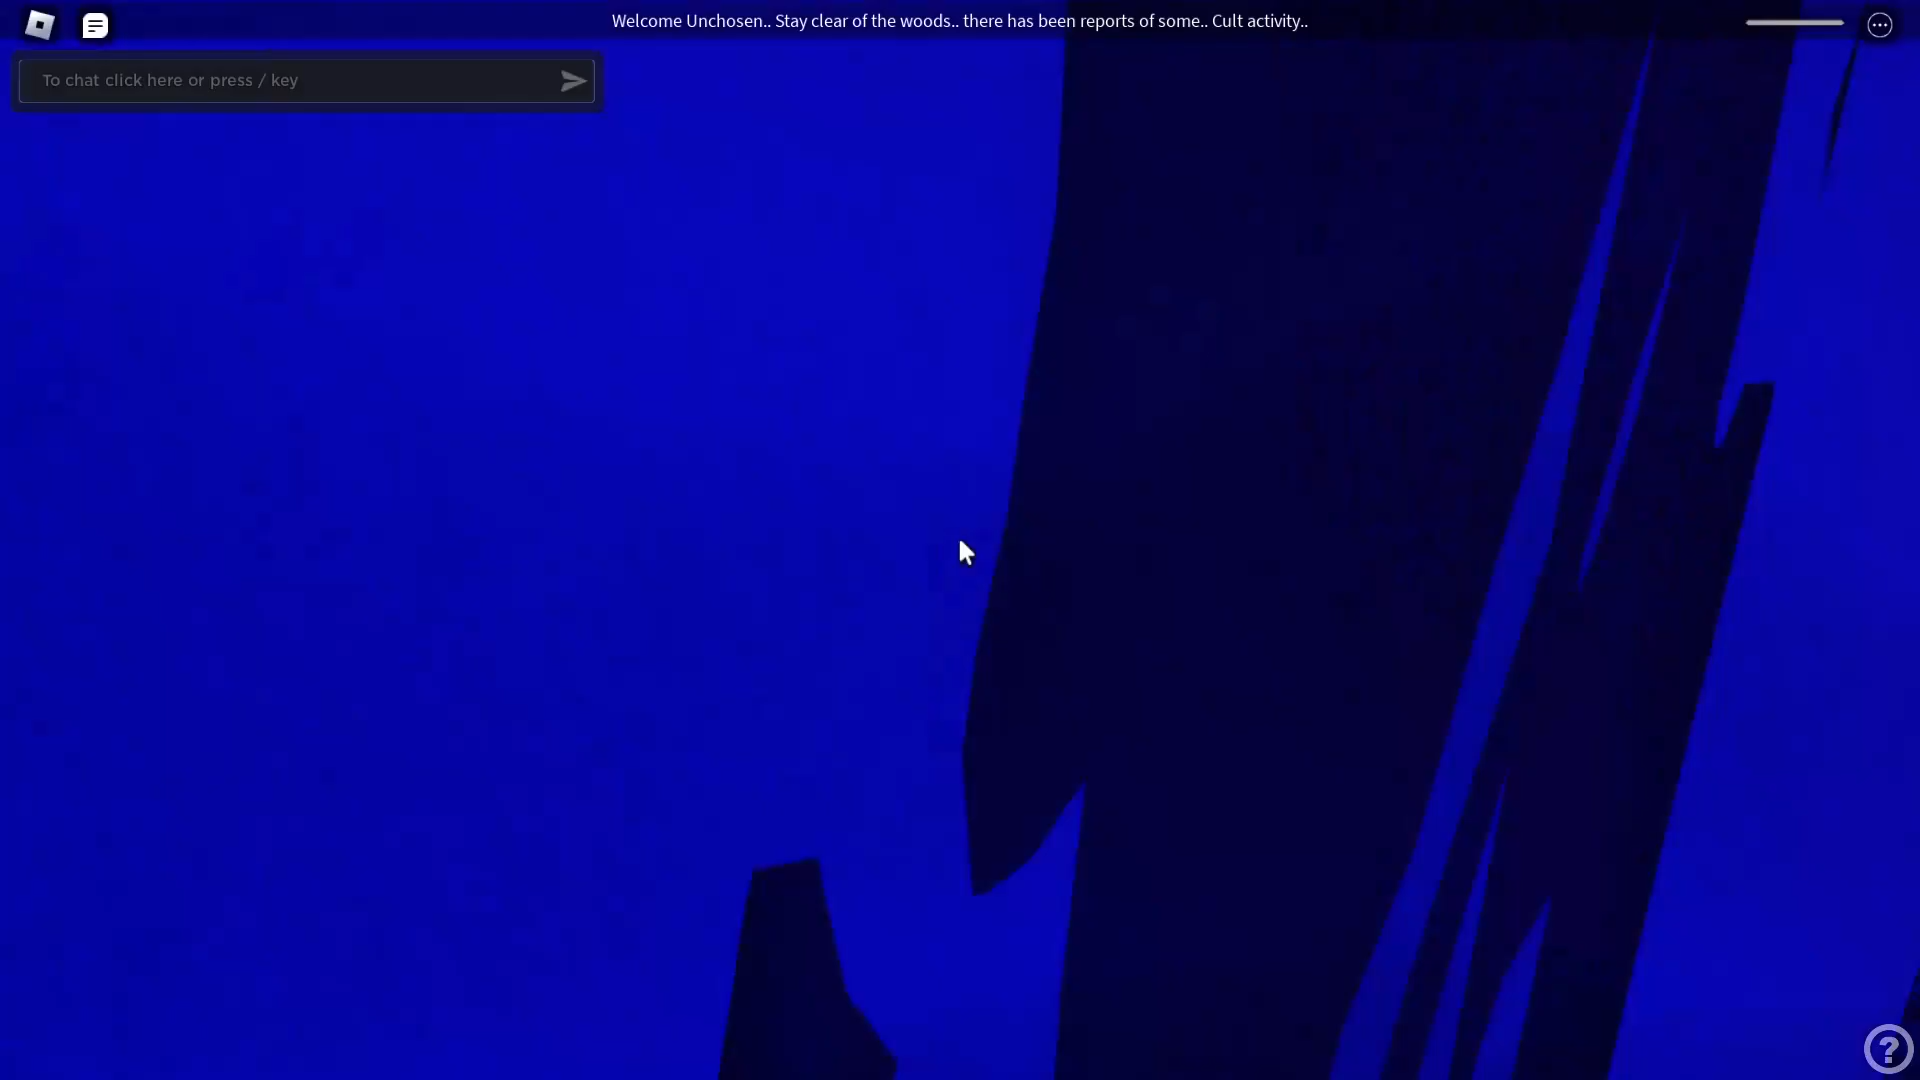 Welcome Unchosen.. Stay clear of the woods.. there has been reports of some.. Cult activity..
To chat click here or press / key
?